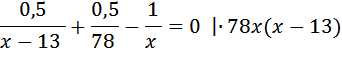 0,5/(x − 13) + 0,5/78 − 1/x = 0 |· 78x(x − 13)